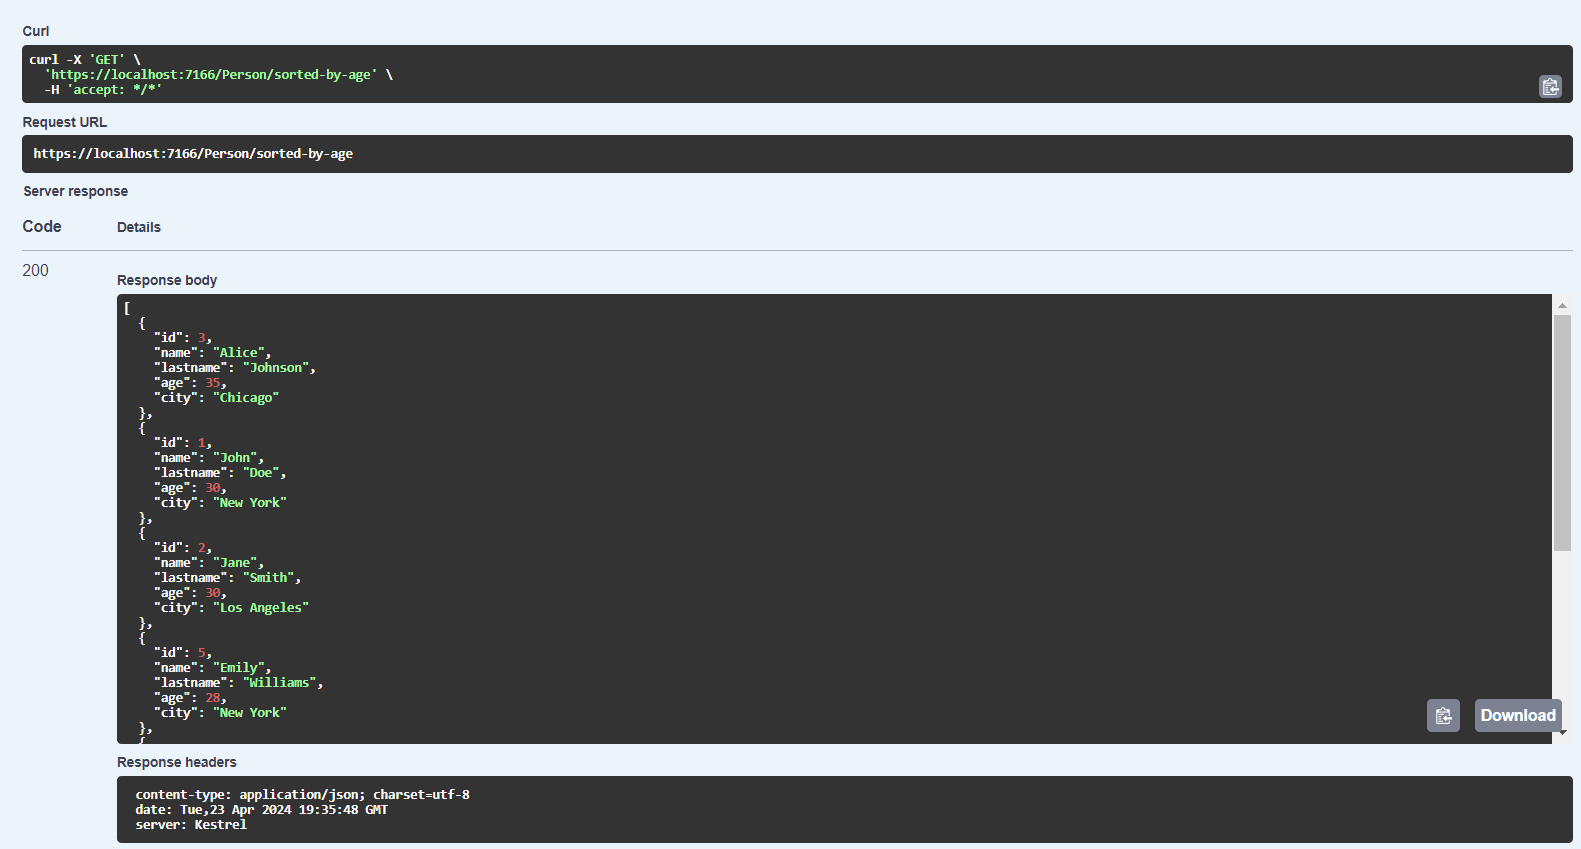 Curl
curl -X 'GET' \
  'https://localhost:7166/Person/sorted-by-age' \
  -H 'accept: */*'
Request URL
https://localhost:7166/Person/sorted-by-age
Server response
Code Details
200
Response body
[
  {
    "id": 3,
    "name": "Alice",
    "lastname": "Johnson",
    "age": 35,
    "city": "Chicago"
  },
  {
    "id": 1,
    "name": "John",
    "lastname": "Doe",
    "age": 30,
    "city": "New York"
  },
  {
    "id": 2,
    "name": "Jane",
    "lastname": "Smith",
    "age": 30,
    "city": "Los Angeles"
  },
  {
    "id": 5,
    "name": "Emily",
    "lastname": "Williams",
    "age": 28,
    "city": "New York"
  },
  {
Download
Response headers
content-type: application/json; charset=utf-8
date: Tue,23 Apr 2024 19:35:48 GMT
server: Kestrel